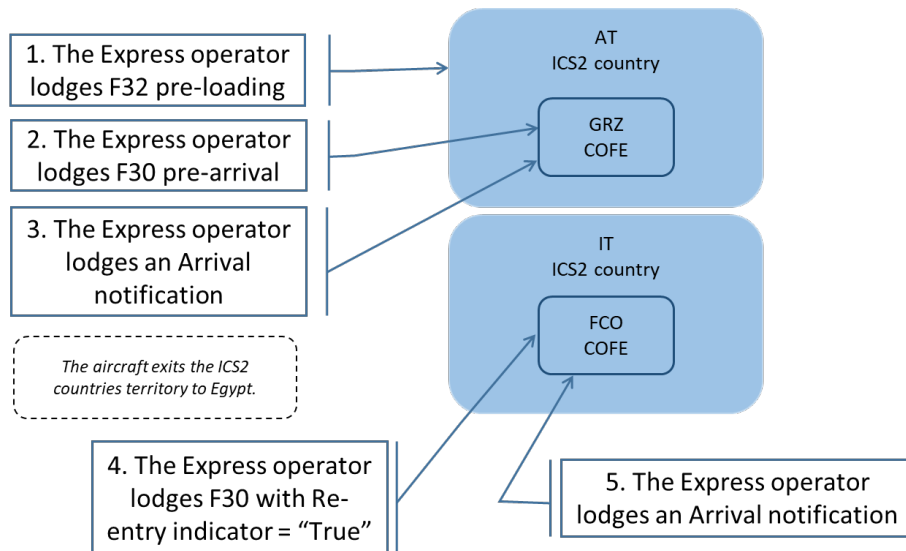 1. The Express operator
lodges F32 pre-loading
2. The Express operator
lodges F30 pre-arrival
3. The Express operator
lodges an Arrival
notification
The aircraft exits the ICS2
countries territory to Egypt.
AT
ICS2 country
GRZ
COFE
IT
ICS2 country
FCO
COFE
4. The Express operator
lodges F30 with Re-
entry indicator = “True”
5. The Express operator
lodges an Arrival notification